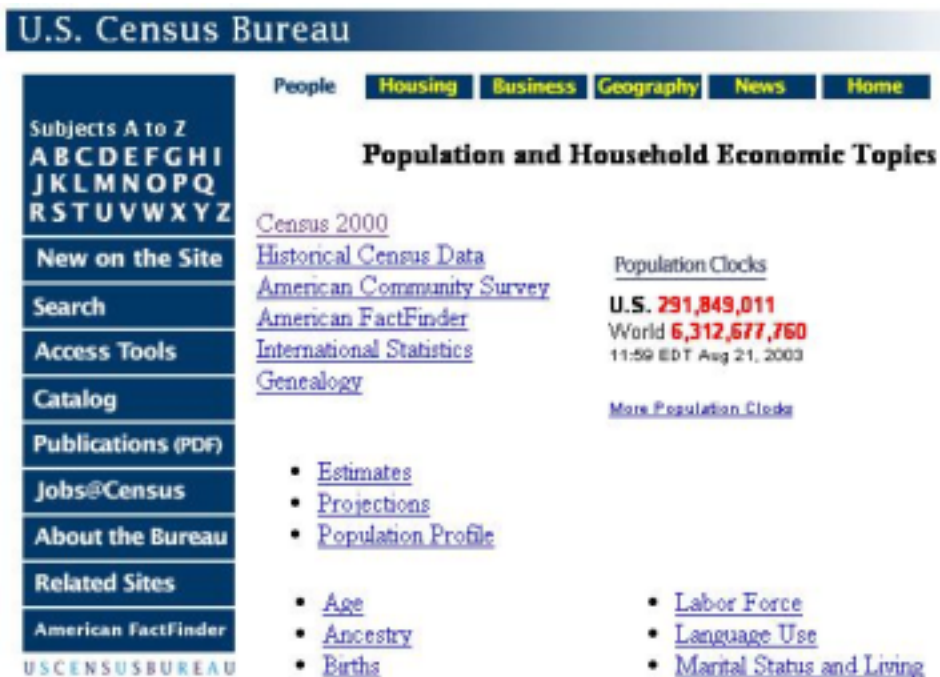 U.S. Census Bureau
People Housing Business Geography News Home
Subjects A to Z
A B C D E F G H I
J K L M N O P Q
R S T U V W X Y Z
New on the Site
Search
Access Tools
Catalog
Publications (PDF)
Jobs@Census
About the Bureau
Related Sites
American FactFinder
USCENSUSBUREAU
Population and Household Economic Topics
Census 2000
Historical Census Data
American Community Survey
American FactFinder
International Statistics
Genealogy
Population Clocks
U.S. 291,849,011
World 6,312,677,760
11:59 EDT Aug 21, 2003
More Population Clocks
• Estimates
• Projections
• Population Profile
• Age
• Ancestry
• Births
• Labor Force
• Language Use
• Marital Status and Living